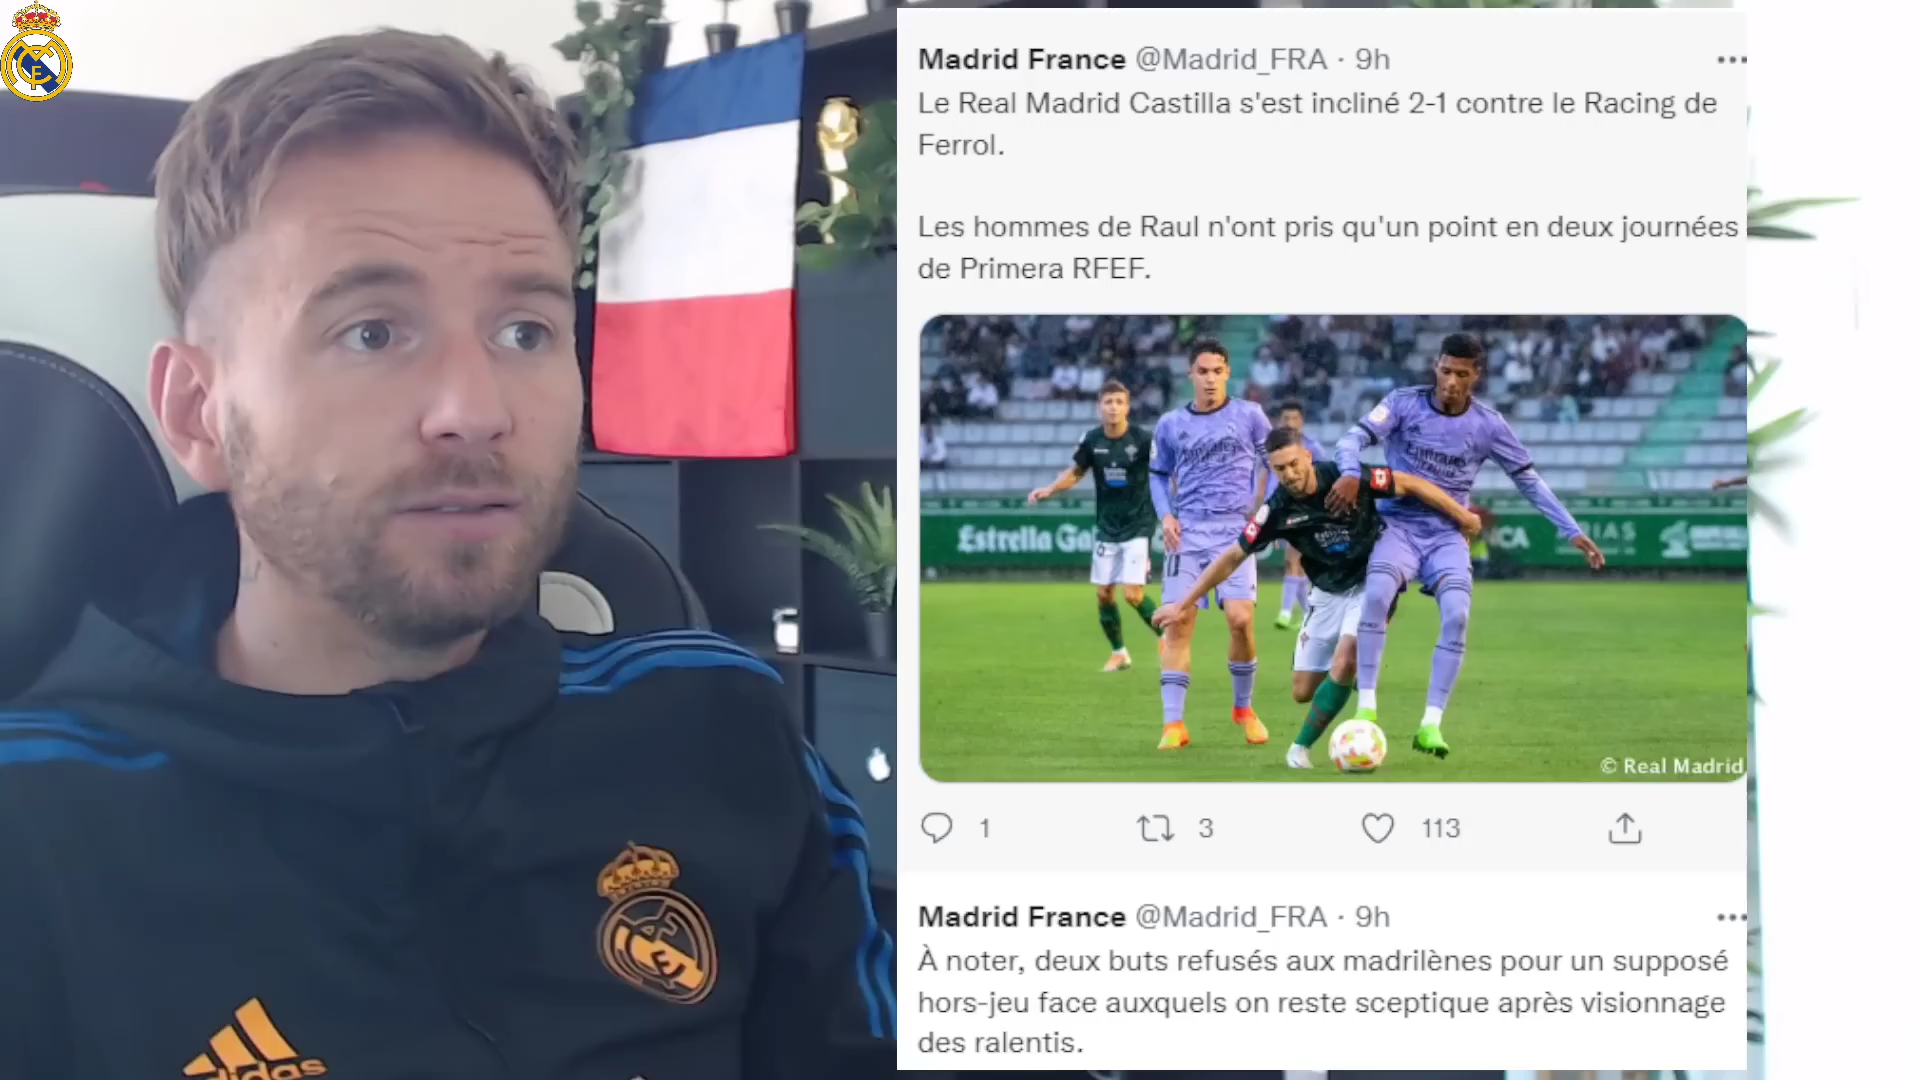 Madrid France @Madrid_FRA · 9h
Le Real Madrid Castilla s'est incliné 2-1 contre le Racing de
Ferrol.
Les hommes de Raul n'ont pris qu'un point en deux journées
de Primera RFEF.
Estrella Ga
© Real Madrid
1 3 113
Madrid France @Madrid_FRA · 9h
À noter, deux buts refusés aux madrilènes pour un supposé
hors-jeu face auxquels on reste sceptique après visionnage
des ralentis.
adidas